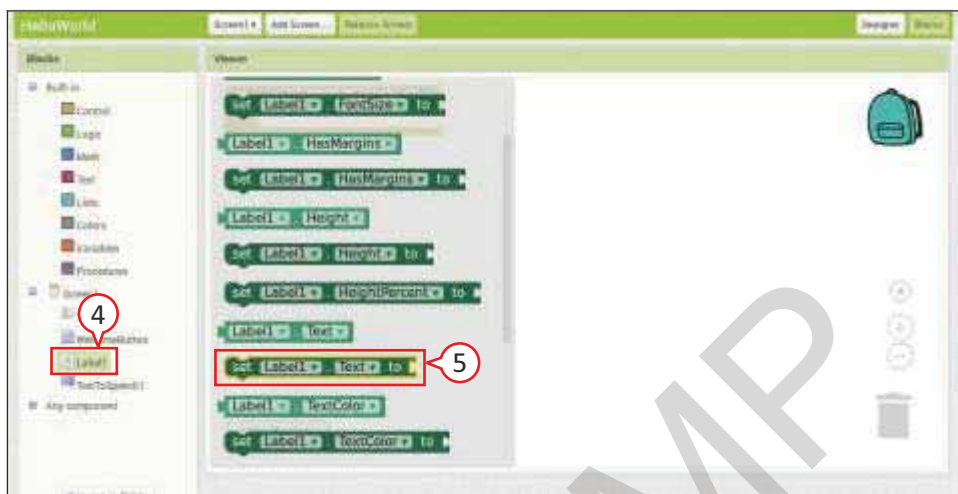 HelloWorld
Screen1 Add Screen... Remove Screen
Designer Blocks
Blocks
Viewer
Built-in
Control
Logic
Math
Text
Lists
Colors
Variables
Procedures
Screen1
4
WelcomeButton
Label1
TextToSpeech1
Any component
set Label1 . FontSize to
Label1 . HasMargins
set Label1 . HasMargins to
Label1 . Height
set Label1 . Height to
set Label1 . HeightPercent to
Label1 . Text
set Label1 . Text to
5
Label1 . TextColor
set Label1 . TextColor to
MP